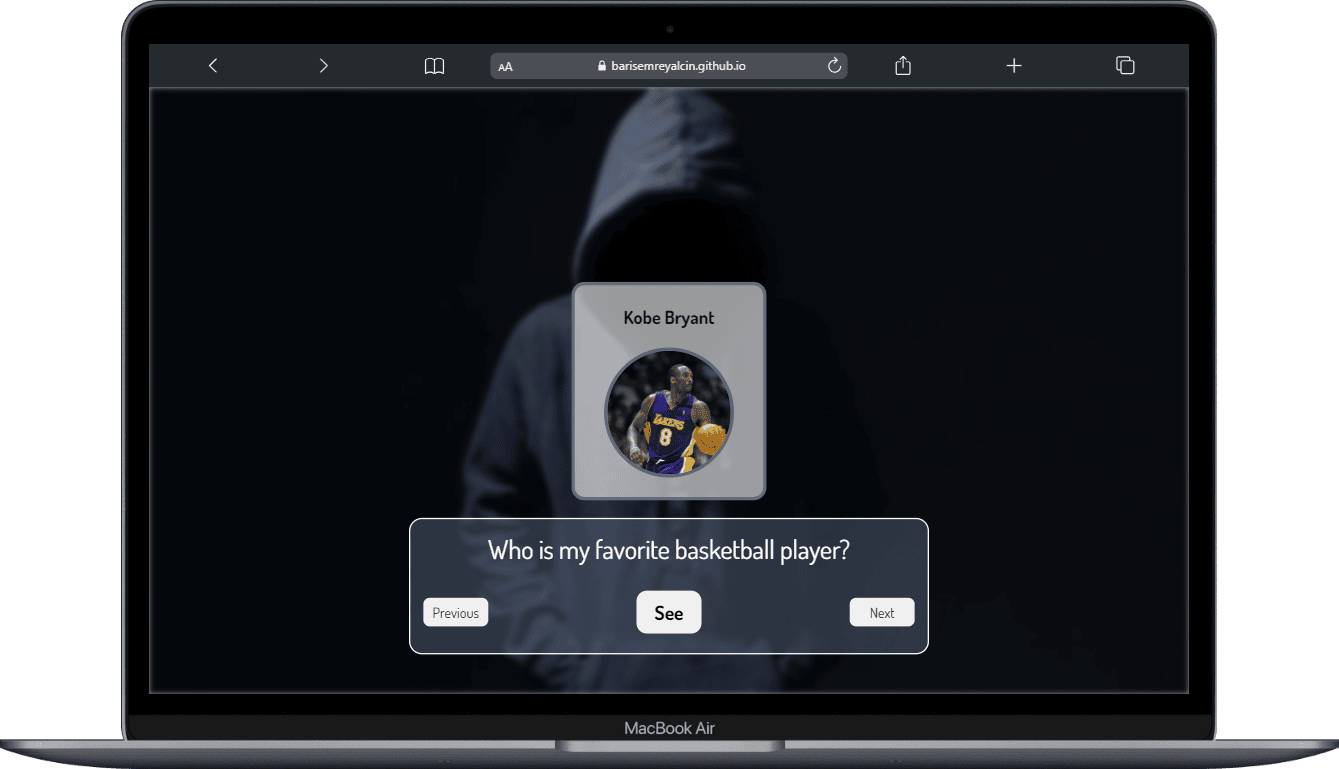 AA barisemreyalcin.github.io
Kobe Bryant
LAKERS
8
Who is my favorite basketball player?
Previous See Next
MacBook Air